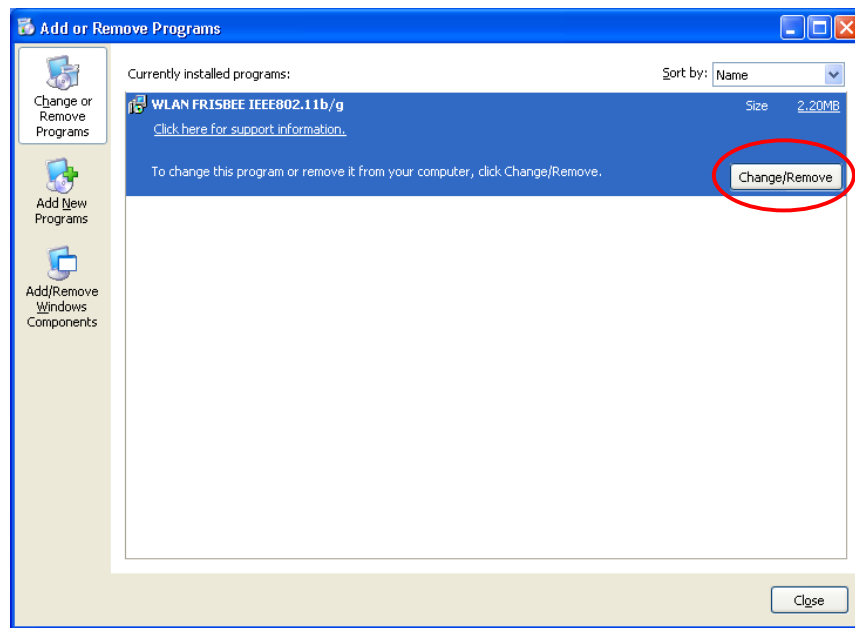 Add or Remove Programs
Change or
Remove
Programs
Add New
Programs
Add/Remove
Windows
Components
Currently installed programs:
Sort by: Name
WLAN FRISBEE IEEE802.11b/g Size 2.20MB
Click here for support information.
To change this program or remove it from your computer, click Change/Remove.
Change/Remove
Close